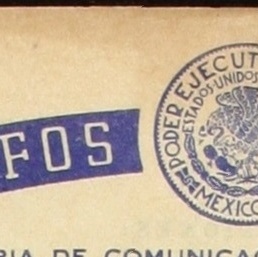 FOS
PODER EJECUT
ESTADOS UNIDOS
MEXICO
RIA DE COMUNICAC